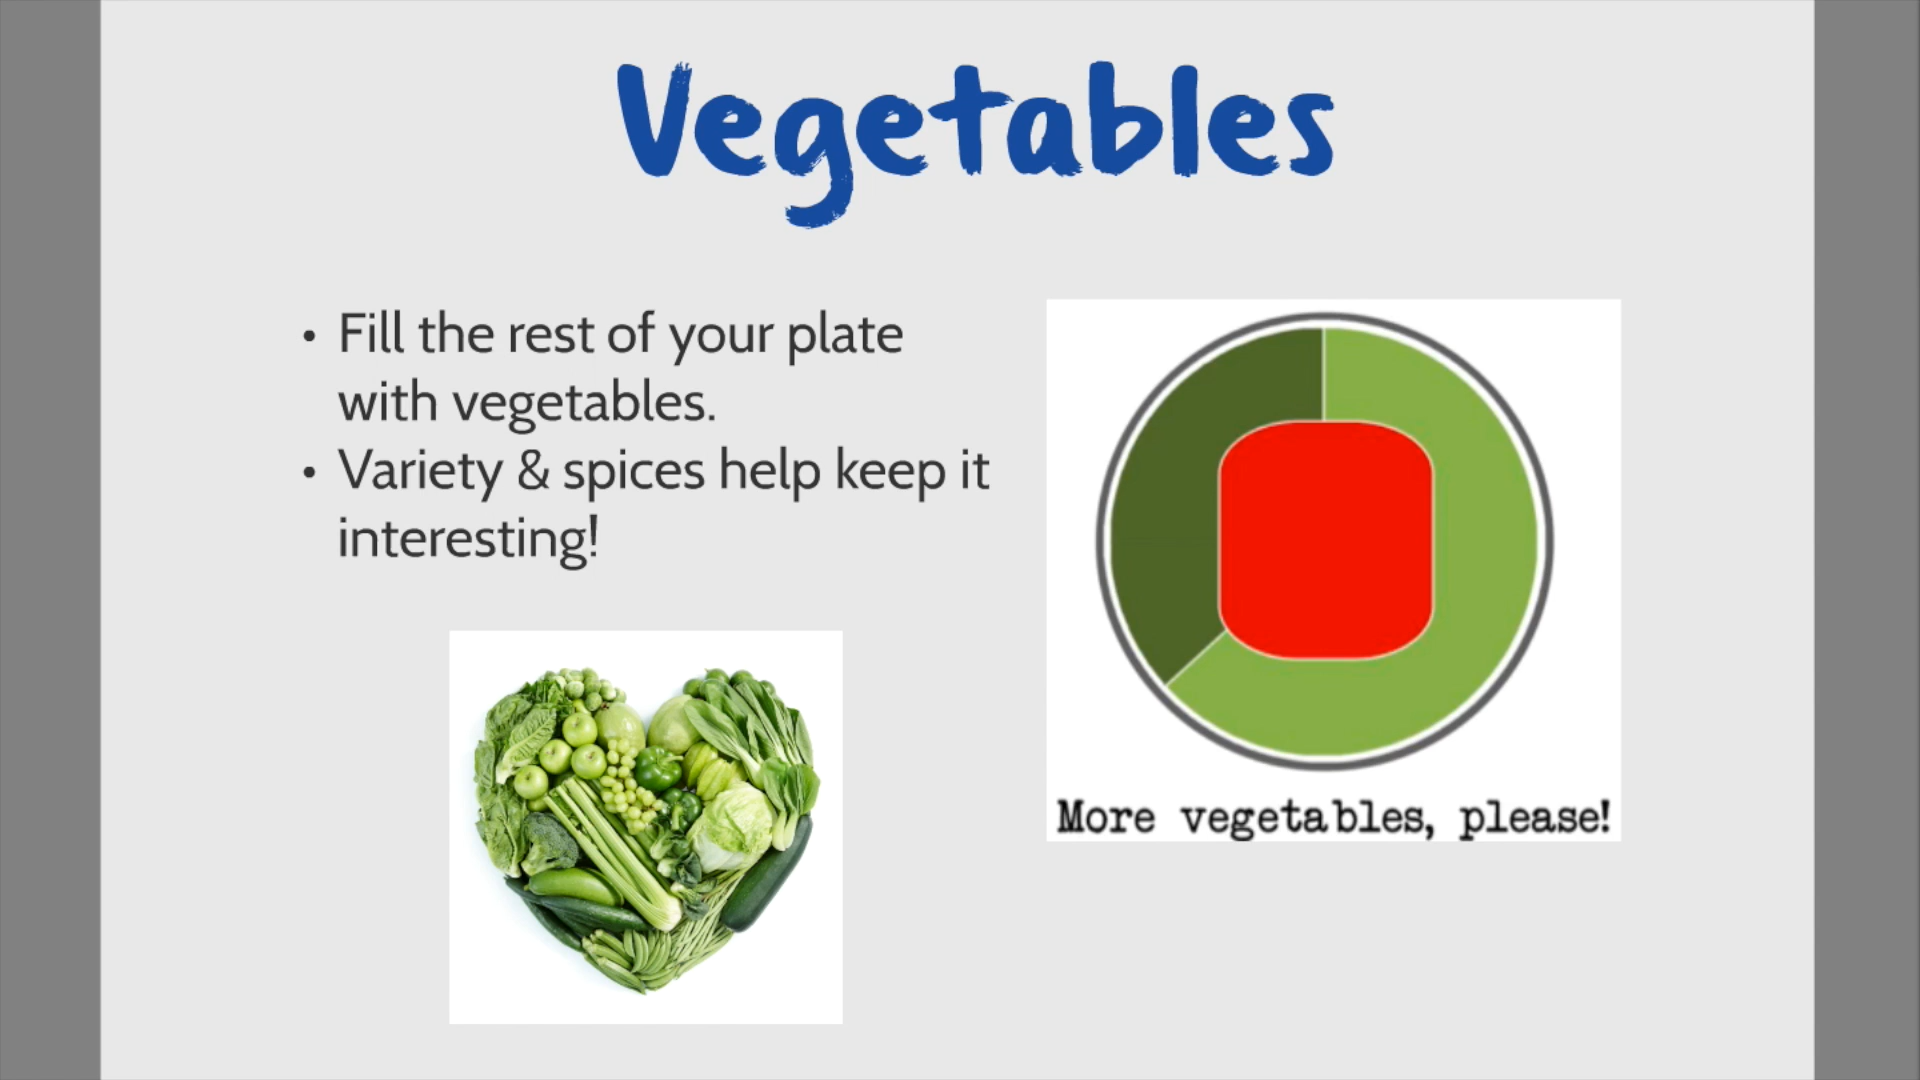 Vegetables
• Fill the rest of your plate
with vegetables.
• Variety & spices help keep it
interesting!
More vegetables, please!